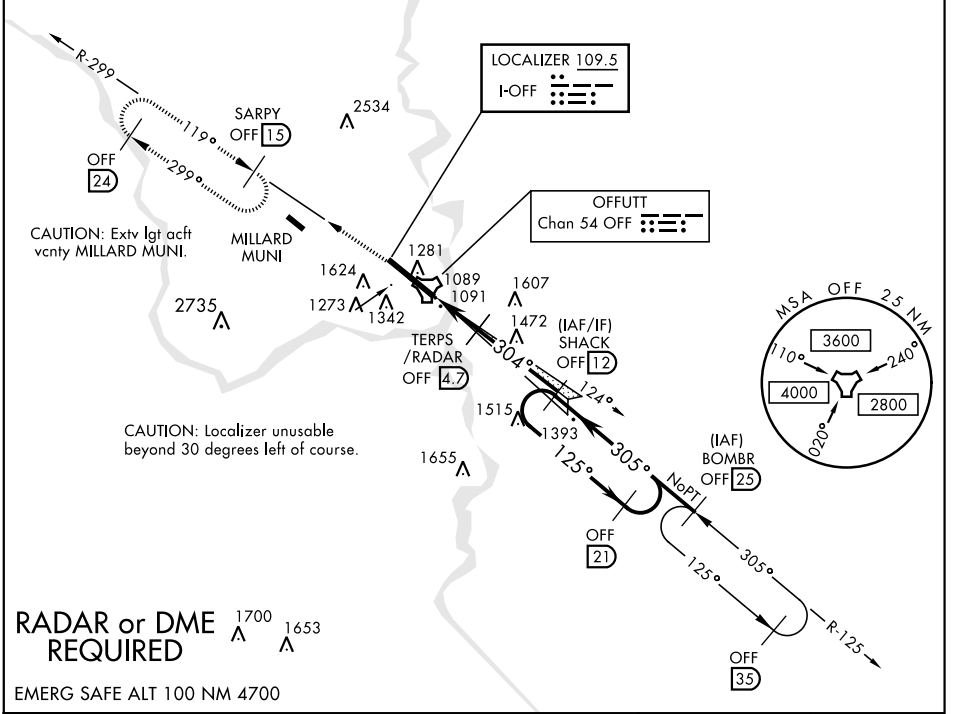 R-299
LOCALIZER 109.5
I-OFF
SARPY
OFF 15
2534
119°
299°
OFF
24
OFFUTT
Chan 54 OFF
CAUTION: Extv lgt acft
vcnty MILLARD MUNI.
MILLARD
MUNI
1281
1624
1089
1273
1091
1342
1607
2735
1472
TERPS
/RADAR
OFF 4.7
304°
(IAF/IF)
SHACK
OFF 12
124°
MSA OFF 25 NM
3600
110°
240°
4000
2800
020°
1515
1393
CAUTION: Localizer unusable
beyond 30 degrees left of course.
1655
125°
305°
(IAF)
BOMBR
OFF 25
NoPT
OFF
21
305°
125°
R-125
OFF
35
RADAR or DME
REQUIRED
1700
1653
EMERG SAFE ALT 100 NM 4700